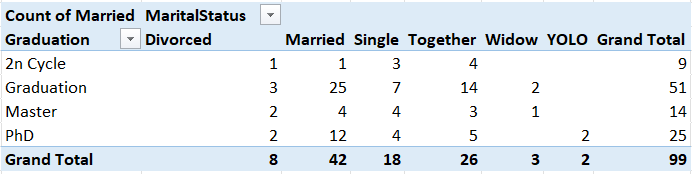 Count of Married MaritalStatus
Graduation Divorced Married Single Together Widow YOLO Grand Total
2n Cycle 1 1 3 4 9
Graduation 3 25 7 14 2 51
Master 2 4 4 3 1 14
PhD 2 12 4 5 2 25
Grand Total 8 42 18 26 3 2 99